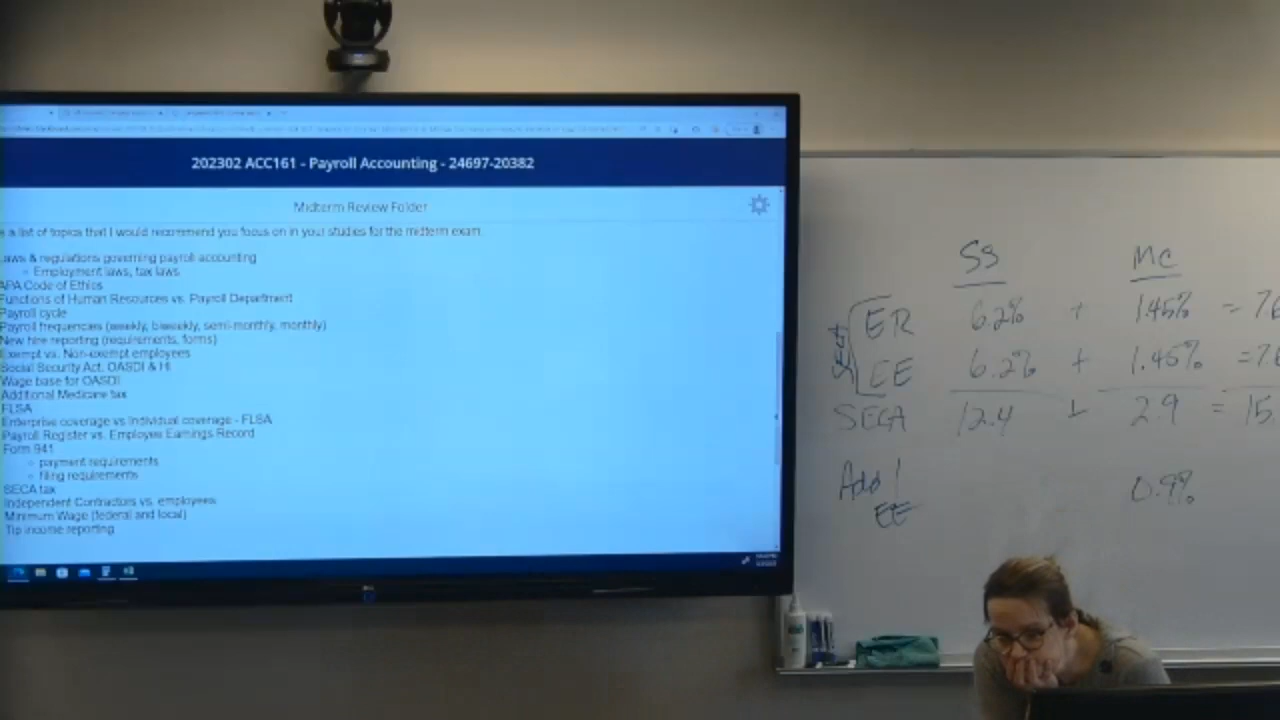 202302 ACC161 - Payroll Accounting - 24697-20382
Midterm Review Folder
a list of topics that I would recommend you focus on in your studies for the midterm exam.
aws & regulations governing payroll accounting
Employment laws, tax laws
APA Code of Ethics
Functions of Human Resources vs. Payroll Department
Payroll cycle
Payroll frequencies (weekly, biweekly, semi-monthly, monthly)
New hire reporting (requirements, forms)
Exempt vs. Non-exempt employees
Social Security Act, OASDI & HI
Wage base for OASDI
Additional Medicare tax
FLSA
Enterprise coverage vs Individual coverage - FLSA
Payroll Register vs. Employee Earnings Record
Form 941
payment requirements
filing requirements
SECA tax
Independent Contractors vs. employees
Minimum Wage (federal and local)
Tip income reporting
SS MC
ER 6.2% + 1.45% = 7.6
EE 6.2% + 1.45% = 7.6
SECA 12.4 + 2.9 = 15.
Add'l 0.9%
EE